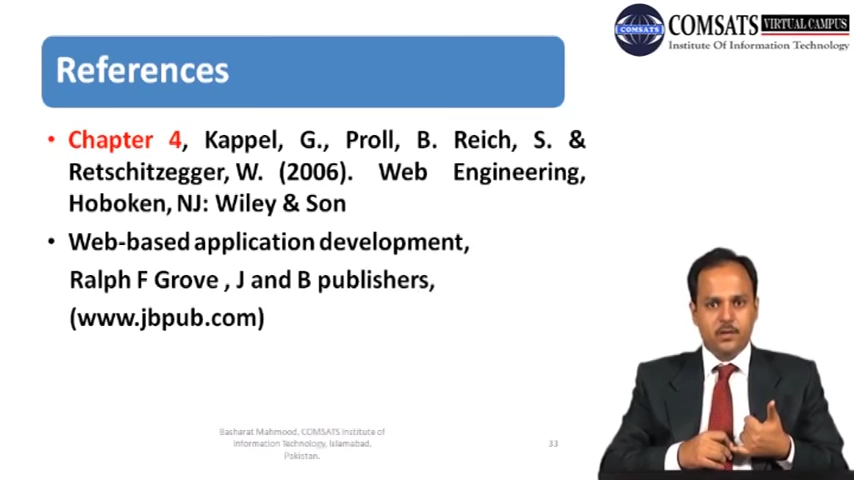 COMSATS
COMSATS VIRTUAL CAMPUS
Institute Of Information Technology
References
• Chapter 4, Kappel, G., Proll, B. Reich, S. &
Retschitzegger, W. (2006). Web Engineering,
Hoboken, NJ: Wiley & Son
• Web-based application development,
Ralph F Grove , J and B publishers,
(www.jbpub.com)
Basharat Mahmood, COMSATS Institute of
Information Technology, Islamabad,
Pakistan.
33